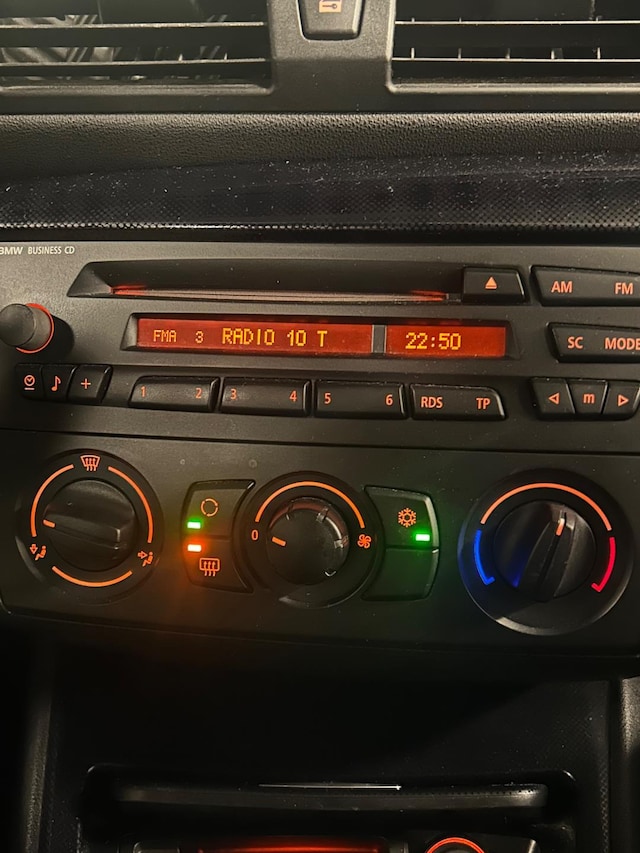 BMW BUSINESS CD
AM FM
FMA 3 RADIO 10 T 22:50
SC MODE
1 2 3 4 5 6 RDS TP m
0